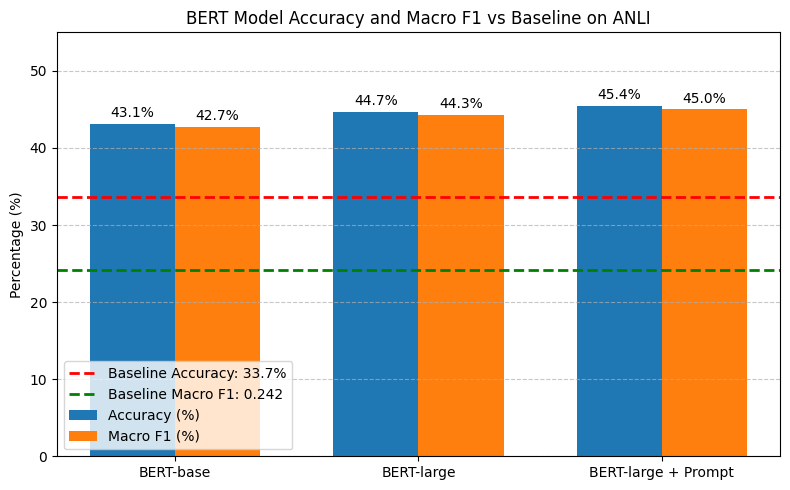 BERT Model Accuracy and Macro F1 vs Baseline on ANLI
Percentage (%)
50
40
30
20
10
0
43.1%
42.7%
44.7%
44.3%
45.4%
45.0%
Baseline Accuracy: 33.7%
Baseline Macro F1: 0.242
Accuracy (%)
Macro F1 (%)
BERT-base
BERT-large
BERT-large + Prompt